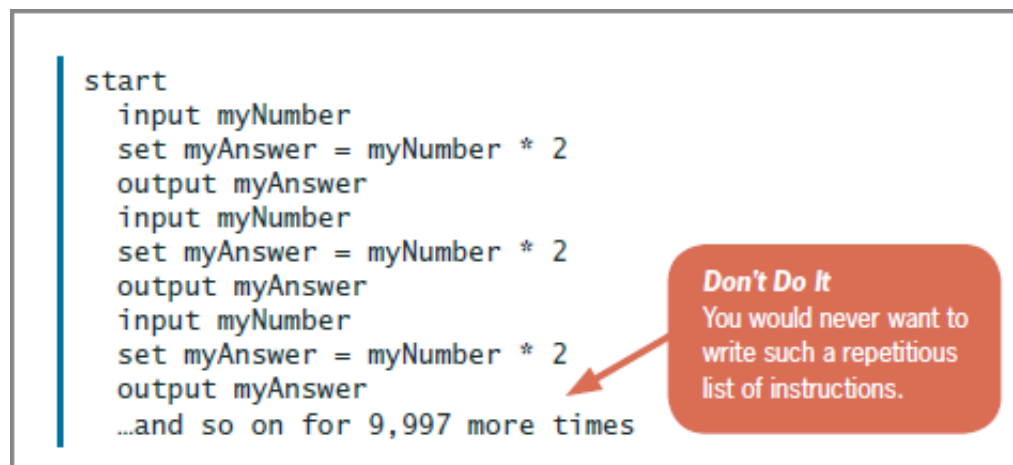 start
input myNumber
set myAnswer = myNumber * 2
output myAnswer
input myNumber
set myAnswer = myNumber * 2
output myAnswer
input myNumber
set myAnswer = myNumber * 2
output myAnswer
…and so on for 9,997 more times
Don't Do It
You would never want to
write such a repetitious
list of instructions.